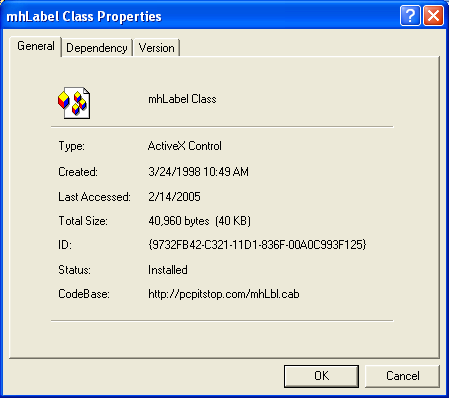 mhLabel Class Properties
General Dependency Version
mhLabel Class
Type: ActiveX Control
Created: 3/24/1998 10:49 AM
Last Accessed: 2/14/2005
Total Size: 40,960 bytes (40 KB)
ID: {9732FB42-C321-11D1-836F-00A0C993F125}
Status: Installed
CodeBase: http://pcpitstop.com/mhLbl.cab
OK Cancel